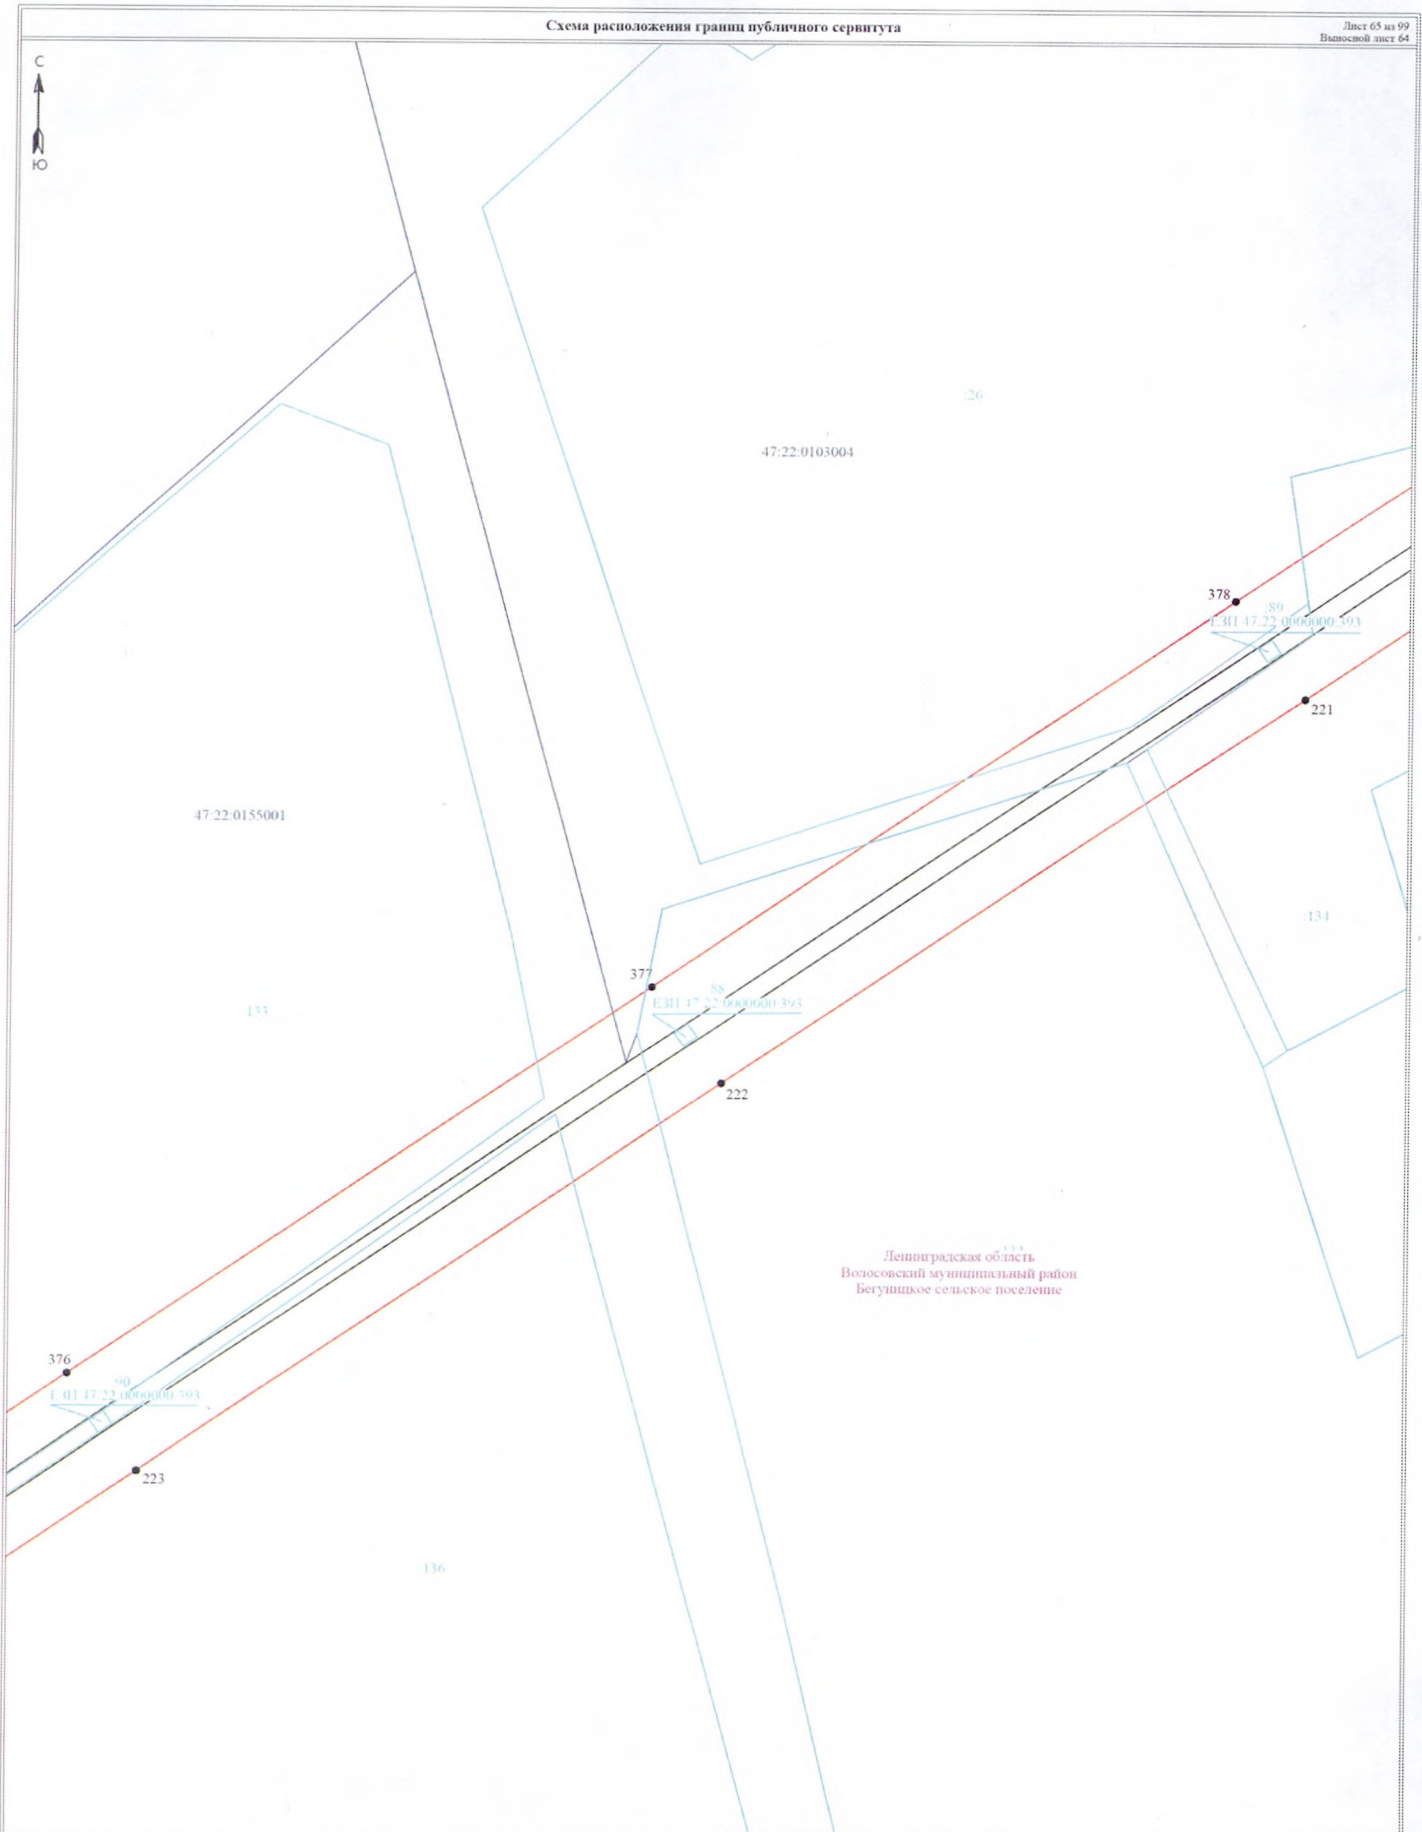 Схема расположения границ публичного сервитута
Лист 65 из 99
Выносной лист 64
С
Ю
:26
47:22:0103004
378
:89
ЕЗП 47:22:0000000:393
221
47:22:0155001
:134
377
:88
ЕЗП 47:22:0000000:393
:133
222
Ленинградская область
Волосовский муниципальный район
Бегуницкое сельское поселение
376
:90
ЕЗП 47:22:0000000:393
223
:136